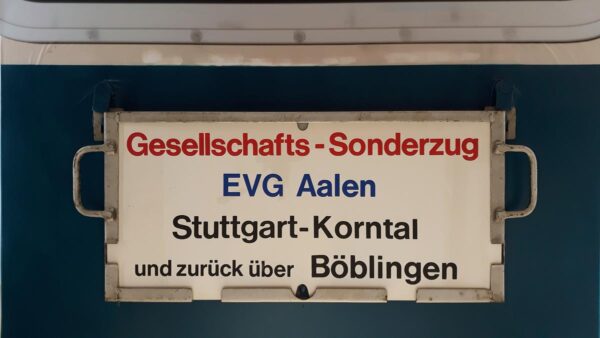 Gesellschafts-Sonderzug
EVG Aalen
Stuttgart-Korntal
und zurück über Böblingen